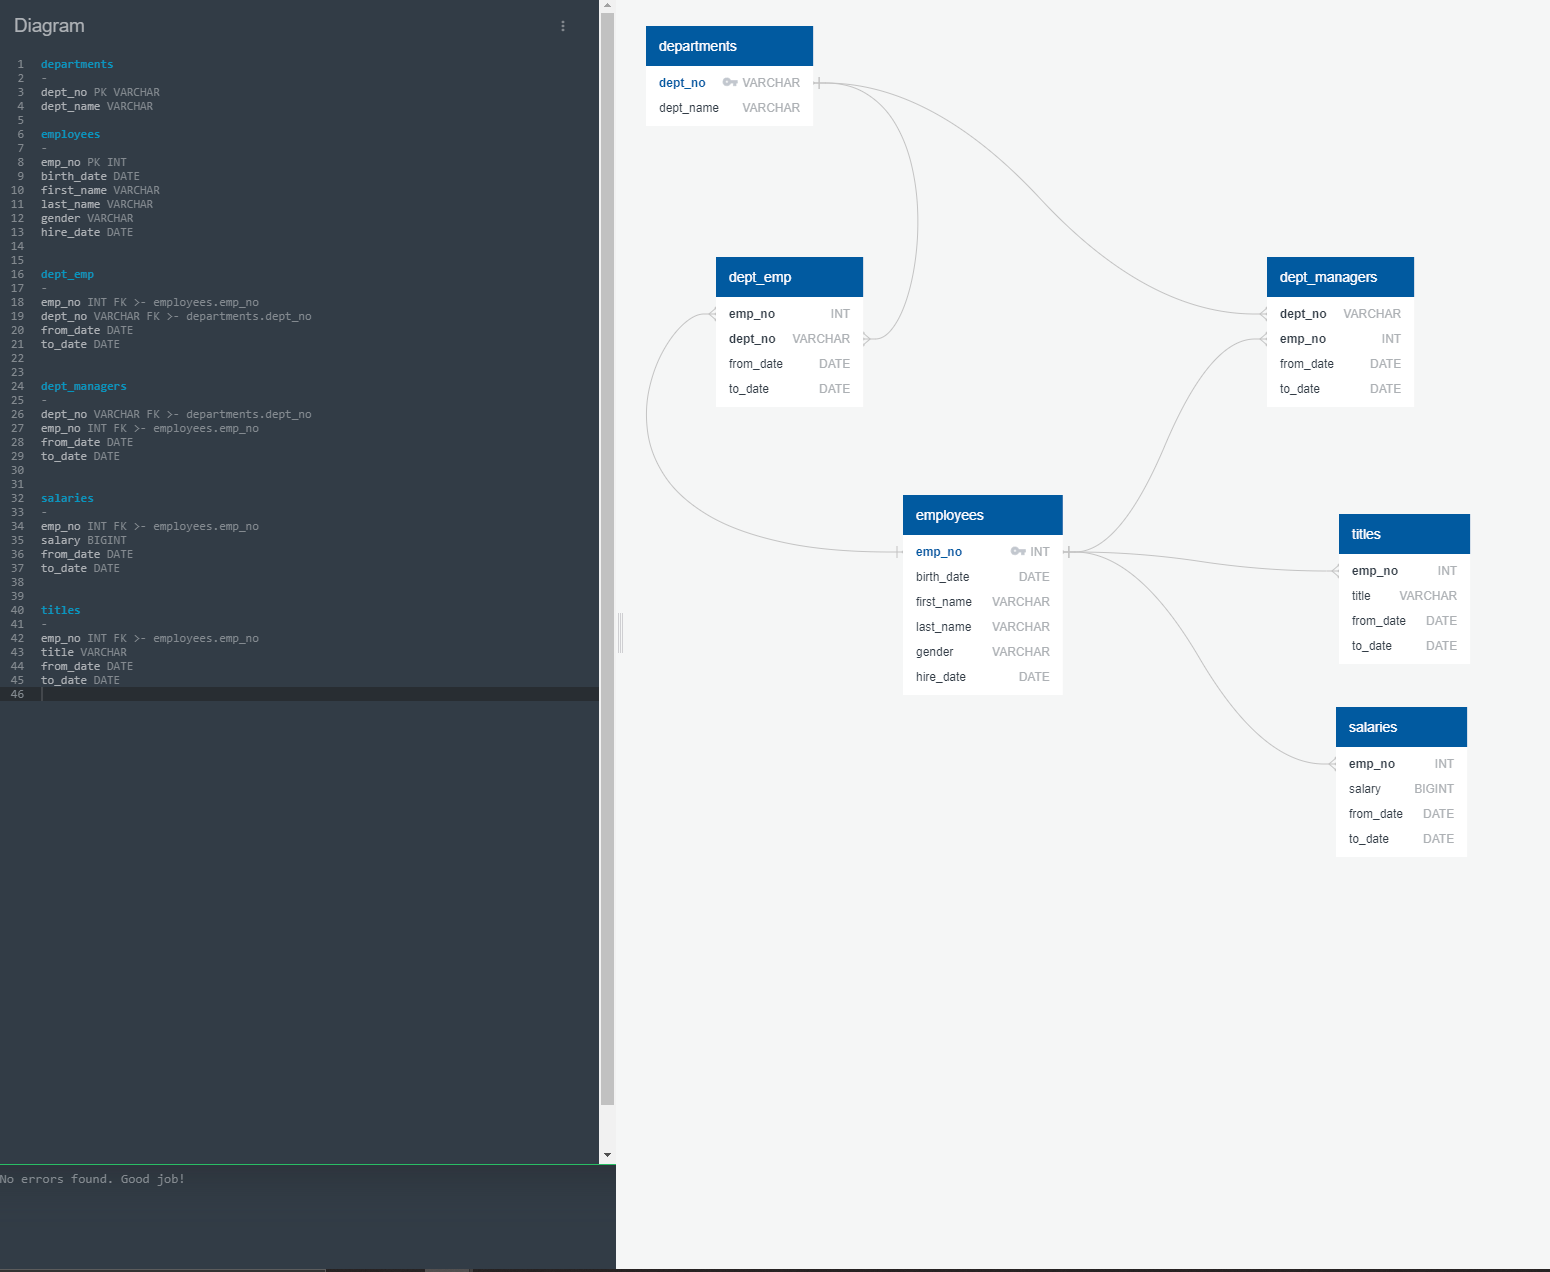 Diagram
1 departments
2 -
3 dept_no PK VARCHAR
4 dept_name VARCHAR
5
6 employees
7 -
8 emp_no PK INT
9 birth_date DATE
10 first_name VARCHAR
11 last_name VARCHAR
12 gender VARCHAR
13 hire_date DATE
14
15
16 dept_emp
17 -
18 emp_no INT FK >- employees.emp_no
19 dept_no VARCHAR FK >- departments.dept_no
20 from_date DATE
21 to_date DATE
22
23
24 dept_managers
25 -
26 dept_no VARCHAR FK >- departments.dept_no
27 emp_no INT FK >- employees.emp_no
28 from_date DATE
29 to_date DATE
30
31
32 salaries
33 -
34 emp_no INT FK >- employees.emp_no
35 salary BIGINT
36 from_date DATE
37 to_date DATE
38
39
40 titles
41 -
42 emp_no INT FK >- employees.emp_no
43 title VARCHAR
44 from_date DATE
45 to_date DATE
46
No errors found. Good job!
departments
dept_no VARCHAR
dept_name VARCHAR
dept_emp
emp_no INT
dept_no VARCHAR
from_date DATE
to_date DATE
dept_managers
dept_no VARCHAR
emp_no INT
from_date DATE
to_date DATE
employees
emp_no INT
birth_date DATE
first_name VARCHAR
last_name VARCHAR
gender VARCHAR
hire_date DATE
titles
emp_no INT
title VARCHAR
from_date DATE
to_date DATE
salaries
emp_no INT
salary BIGINT
from_date DATE
to_date DATE